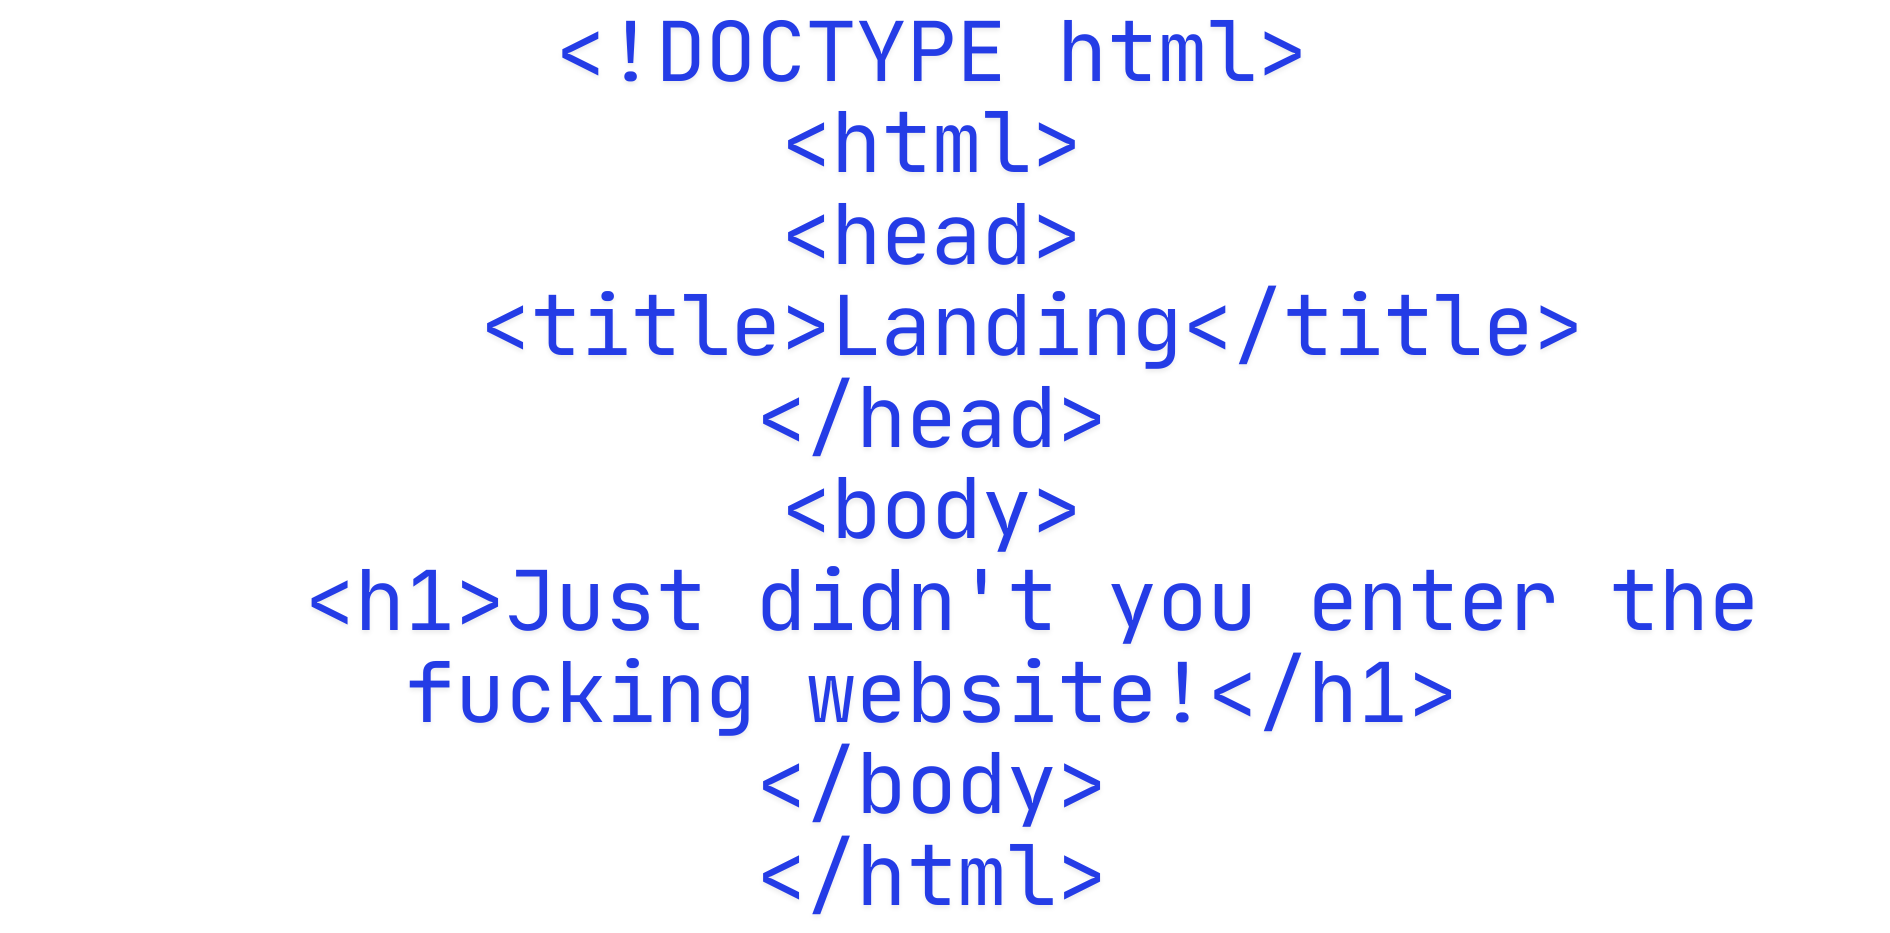 <!DOCTYPE html>
<html>
<head>
<title>Landing</title>
</head>
<body>
<h1>Just didn't you enter the
fucking website!</h1>
</body>
</html>